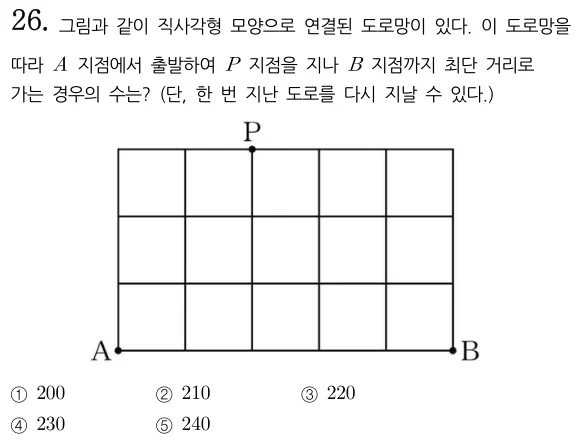 26. 그림과 같이 직사각형 모양으로 연결된 도로망이 있다. 이 도로망을
따라 A 지점에서 출발하여 P 지점을 지나 B 지점까지 최단 거리로
가는 경우의 수는? (단, 한 번 지난 도로를 다시 지날 수 있다.)
P
A B
① 200 ② 210 ③ 220
④ 230 ⑤ 240